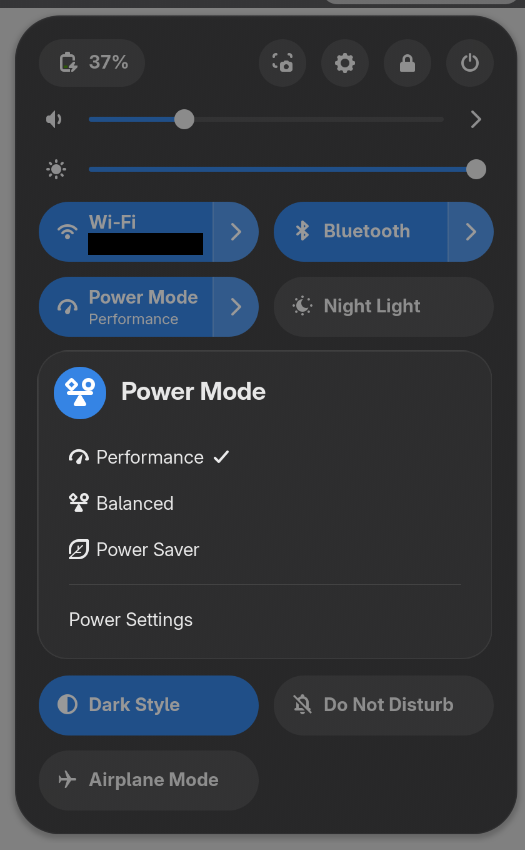 37%
Wi-Fi
Bluetooth
Power Mode
Performance
Night Light
Power Mode
Performance
Balanced
Power Saver
Power Settings
Dark Style
Do Not Disturb
Airplane Mode